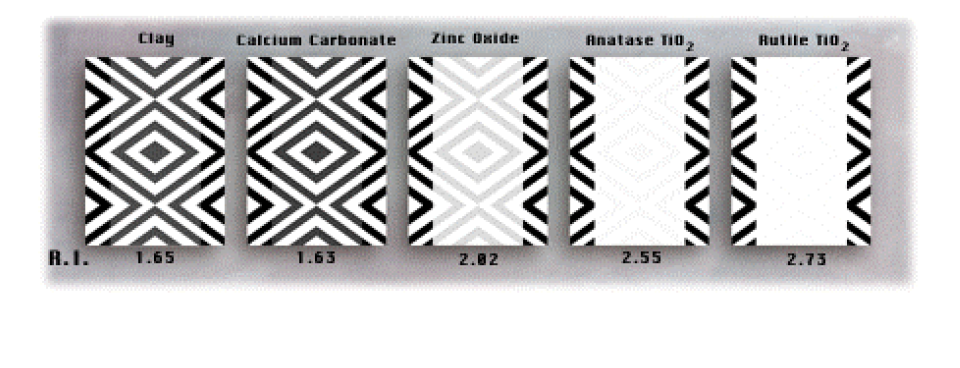 Clay Calcium Carbonate Zinc Oxide Anatase TiO₂ Rutile TiO₂
R.I. 1.65 1.63 2.02 2.55 2.73